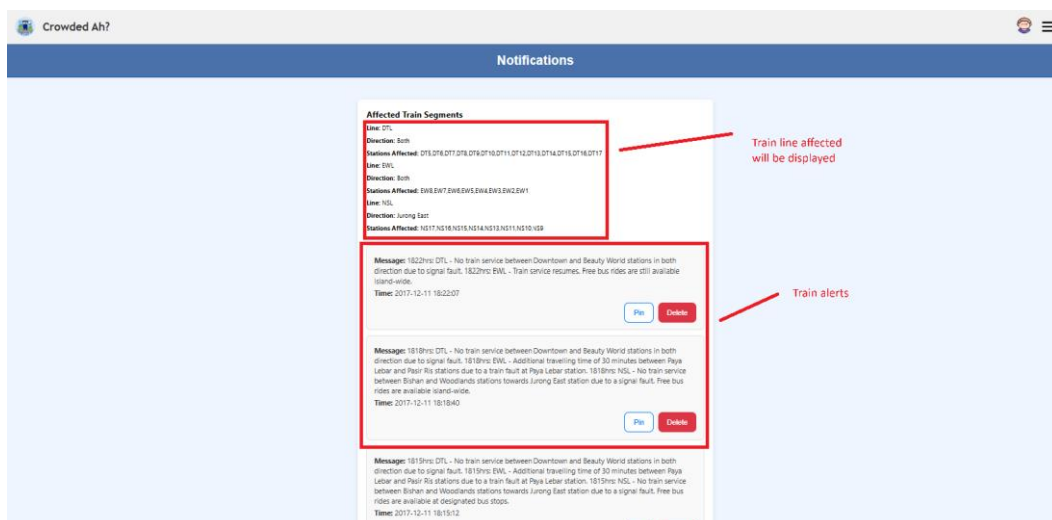 Crowded Ah?
Notifications
Affected Train Segments
Line: DTL
Direction: Both
Stations Affected: DT5,DT6,DT7,DT8,DT9,DT10,DT11,DT12,DT13,DT14,DT15,DT16,DT17
Line: EWL
Direction: Both
Stations Affected: EW8,EW7,EW6,EW5,EW4,EW3,EW2,EW1
Line: NSL
Direction: Jurong East
Stations Affected: NS17,NS16,NS15,NS14,NS13,NS11,NS10,NS9
Train line affected
will be displayed
Message: 1822hrs: DTL - No train service between Downtown and Beauty World stations in both
direction due to signal fault. 1822hrs: EWL - Train service resumes. Free bus rides are still available
island-wide.
Time: 2017-12-11 18:22:07
Pin Delete
Train alerts
Message: 1818hrs: DTL - No train service between Downtown and Beauty World stations in both
direction due to signal fault. 1818hrs: EWL - Additional travelling time of 30 minutes between Paya
Lebar and Pasir Ris stations due to a train fault at Paya Lebar station. 1818hrs: NSL - No train service
between Bishan and Woodlands stations towards Jurong East station due to a signal fault. Free bus
rides are available island-wide.
Time: 2017-12-11 18:18:40
Pin Delete
Message: 1815hrs: DTL - No train service between Downtown and Beauty World stations in both
direction due to signal fault. 1815hrs: EWL - Additional travelling time of 30 minutes between Paya
Lebar and Pasir Ris stations due to a train fault at Paya Lebar station. 1815hrs: NSL - No train service
between Bishan and Woodlands stations towards Jurong East station due to a signal fault. Free bus
rides are available at designated bus stops.
Time: 2017-12-11 18:15:12